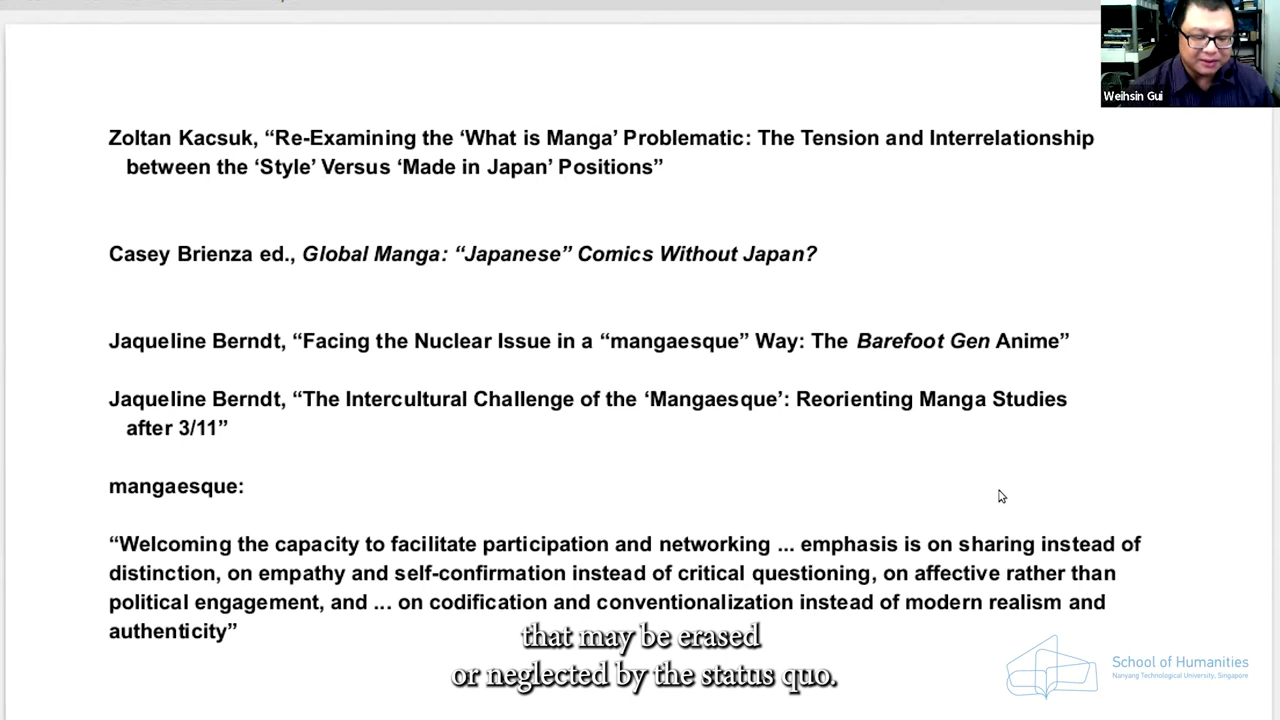 Weihsin Gui
Zoltan Kacsuk, “Re-Examining the ‘What is Manga’ Problematic: The Tension and Interrelationship
between the ‘Style’ Versus ‘Made in Japan’ Positions”
Casey Brienza ed., Global Manga: “Japanese” Comics Without Japan?
Jaqueline Berndt, “Facing the Nuclear Issue in a “mangaesque” Way: The Barefoot Gen Anime”
Jaqueline Berndt, “The Intercultural Challenge of the ‘Mangaesque’: Reorienting Manga Studies
after 3/11”
mangaesque:
“Welcoming the capacity to facilitate participation and networking ... emphasis is on sharing instead of
distinction, on empathy and self-confirmation instead of critical questioning, on affective rather than
political engagement, and ... on codification and conventionalization instead of modern realism and
authenticity”
that may be erased
or neglected by the status quo.
School of Humanities
Nanyang Technological University, Singapore